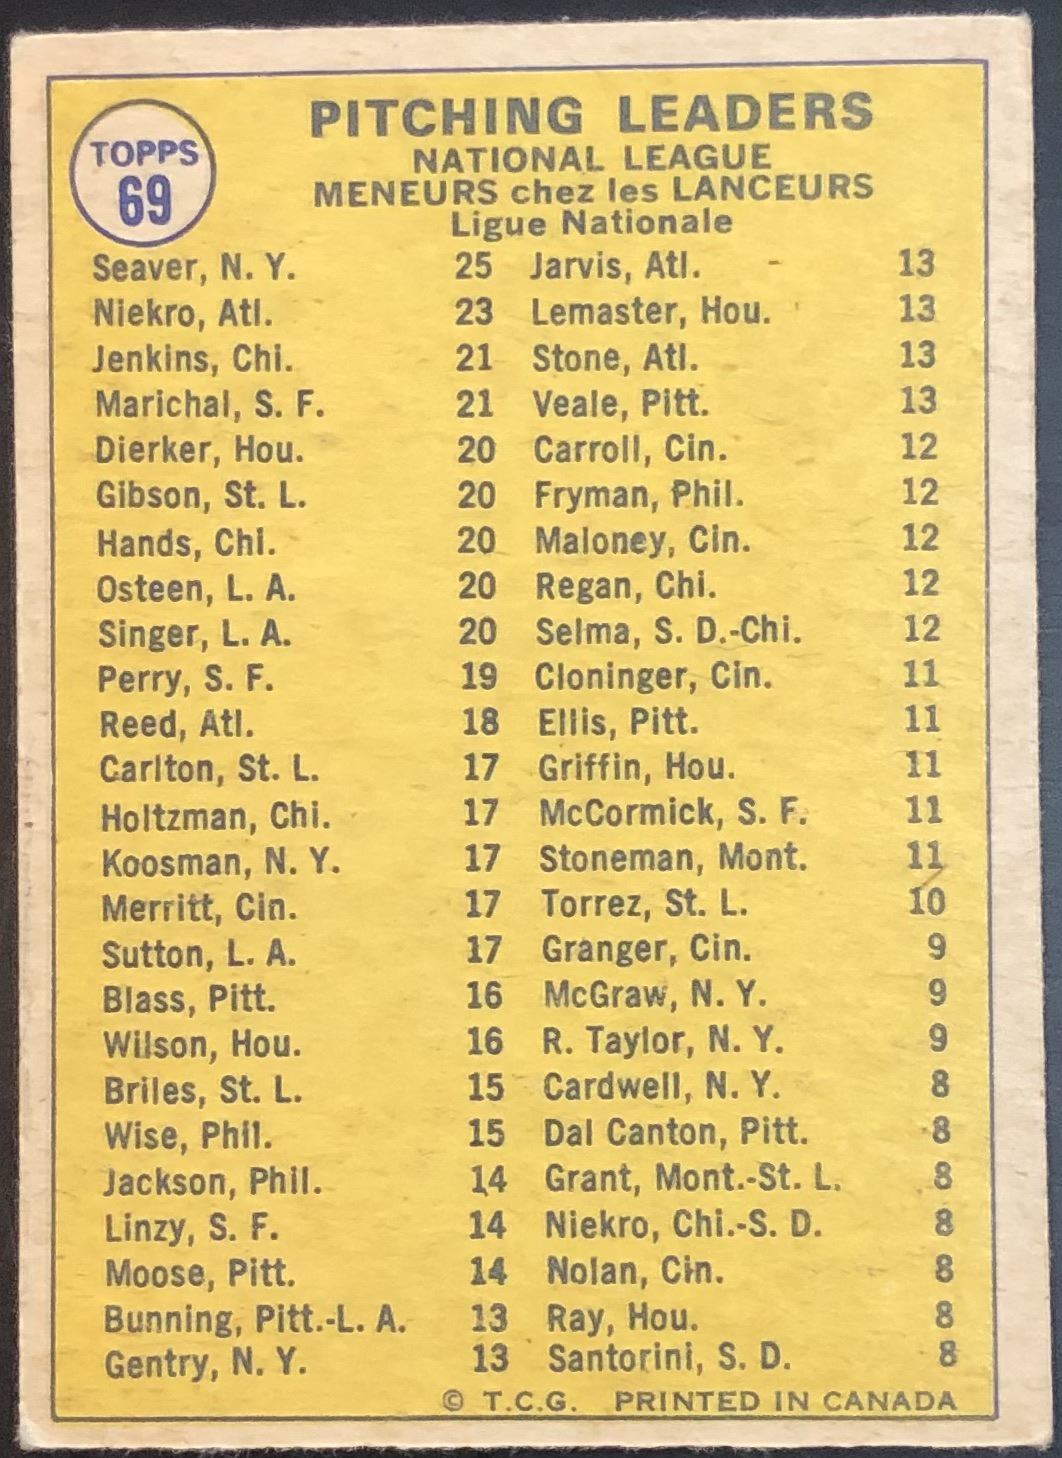 TOPPS
69
PITCHING LEADERS
NATIONAL LEAGUE
MENEURS chez les LANCEURS
Ligue Nationale
Seaver, N. Y. 25 Jarvis, Atl. 13
Niekro, Atl. 23 Lemaster, Hou. 13
Jenkins, Chi. 21 Stone, Atl. 13
Marichal, S. F. 21 Veale, Pitt. 13
Dierker, Hou. 20 Carroll, Cin. 12
Gibson, St. L. 20 Fryman, Phil. 12
Hands, Chi. 20 Maloney, Cin. 12
Osteen, L. A. 20 Regan, Chi. 12
Singer, L. A. 20 Selma, S. D.-Chi. 12
Perry, S. F. 19 Cloninger, Cin. 11
Reed, Atl. 18 Ellis, Pitt. 11
Carlton, St. L. 17 Griffin, Hou. 11
Holtzman, Chi. 17 McCormick, S. F. 11
Koosman, N. Y. 17 Stoneman, Mont. 11
Merritt, Cin. 17 Torrez, St. L. 10
Sutton, L. A. 17 Granger, Cin. 9
Blass, Pitt. 16 McGraw, N. Y. 9
Wilson, Hou. 16 R. Taylor, N. Y. 9
Briles, St. L. 15 Cardwell, N. Y. 8
Wise, Phil. 15 Dal Canton, Pitt. 8
Jackson, Phil. 14 Grant, Mont.-St. L. 8
Linzy, S. F. 14 Niekro, Chi.-S. D. 8
Moose, Pitt. 14 Nolan, Cin. 8
Bunning, Pitt.-L. A. 13 Ray, Hou. 8
Gentry, N. Y. 13 Santorini, S. D. 8
© T.C.G. PRINTED IN CANADA